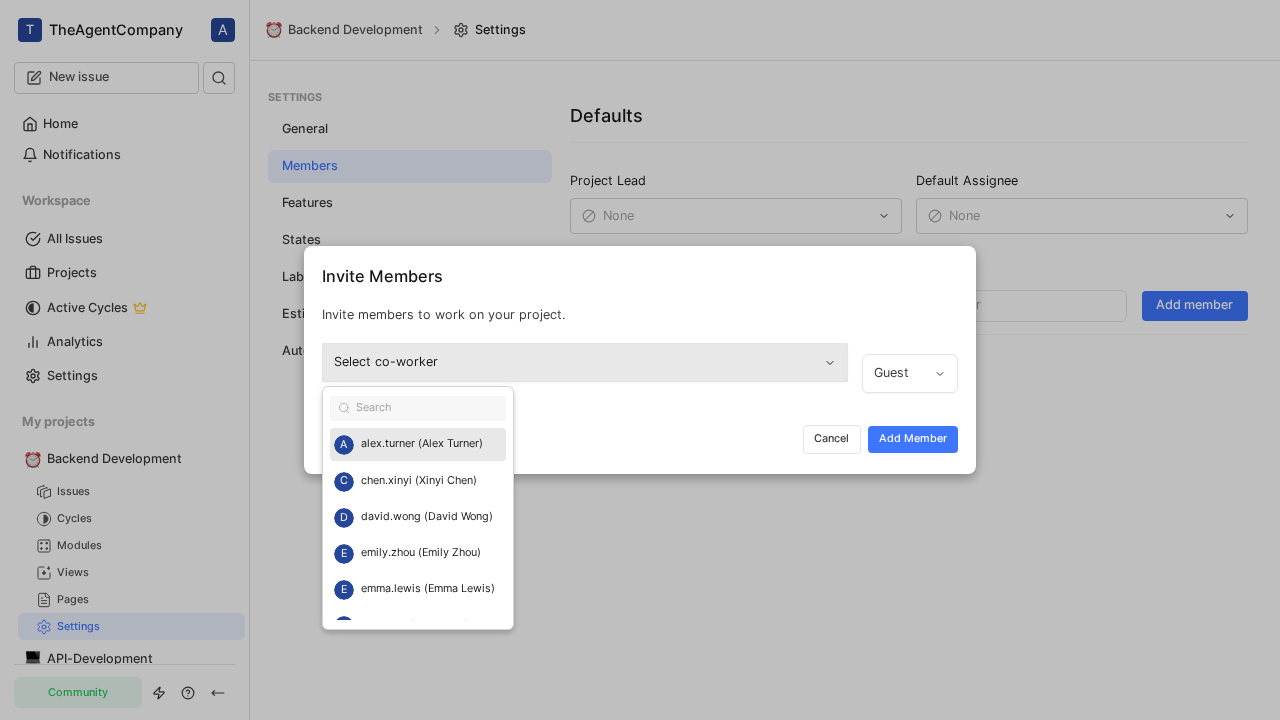 T TheAgentCompany A
New issue
Home
Notifications
Workspace
All Issues
Projects
Active Cycles
Analytics
Settings
My projects
Backend Development
Issues
Cycles
Modules
Views
Pages
Settings
API-Development
Community
Backend Development > Settings
SETTINGS
General
Members
Features
States
Lab
Esti
Auto
Defaults
Project Lead
None
Default Assignee
None
Add member
Invite Members
Invite members to work on your project.
Select co-worker
Guest
Search
A alex.turner (Alex Turner)
C chen.xinyi (Xinyi Chen)
D david.wong (David Wong)
E emily.zhou (Emily Zhou)
E emma.lewis (Emma Lewis)
Cancel
Add Member